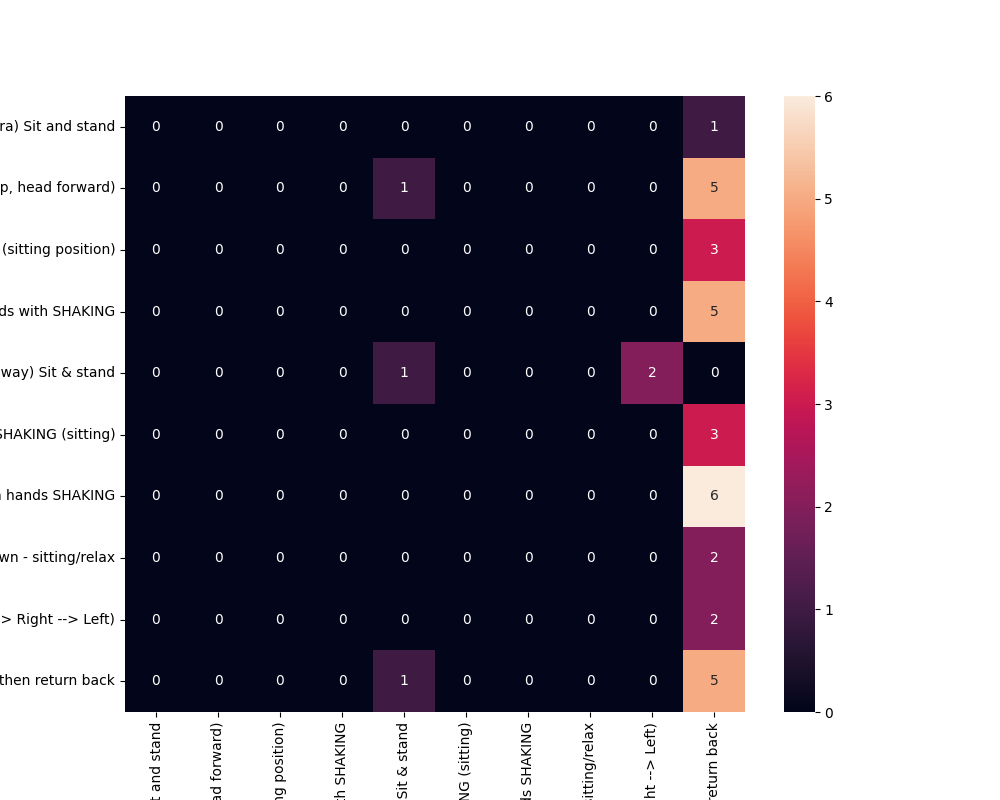 ra) Sit and stand 0 0 0 0 0 0 0 0 0 1
p, head forward) 0 0 0 0 1 0 0 0 0 5
(sitting position) 0 0 0 0 0 0 0 0 0 3
ds with SHAKING 0 0 0 0 0 0 0 0 0 5
way) Sit & stand 0 0 0 0 1 0 0 0 2 0
SHAKING (sitting) 0 0 0 0 0 0 0 0 0 3
hands SHAKING 0 0 0 0 0 0 0 0 0 6
wn - sitting/relax 0 0 0 0 0 0 0 0 0 2
> Right --> Left) 0 0 0 0 0 0 0 0 0 2
then return back 0 0 0 0 1 0 0 0 0 5
t and stand
ad forward)
ng position)
th SHAKING
Sit & stand
NG (sitting)
ds SHAKING
sitting/relax
ht --> Left)
return back
6
5
4
3
2
1
0